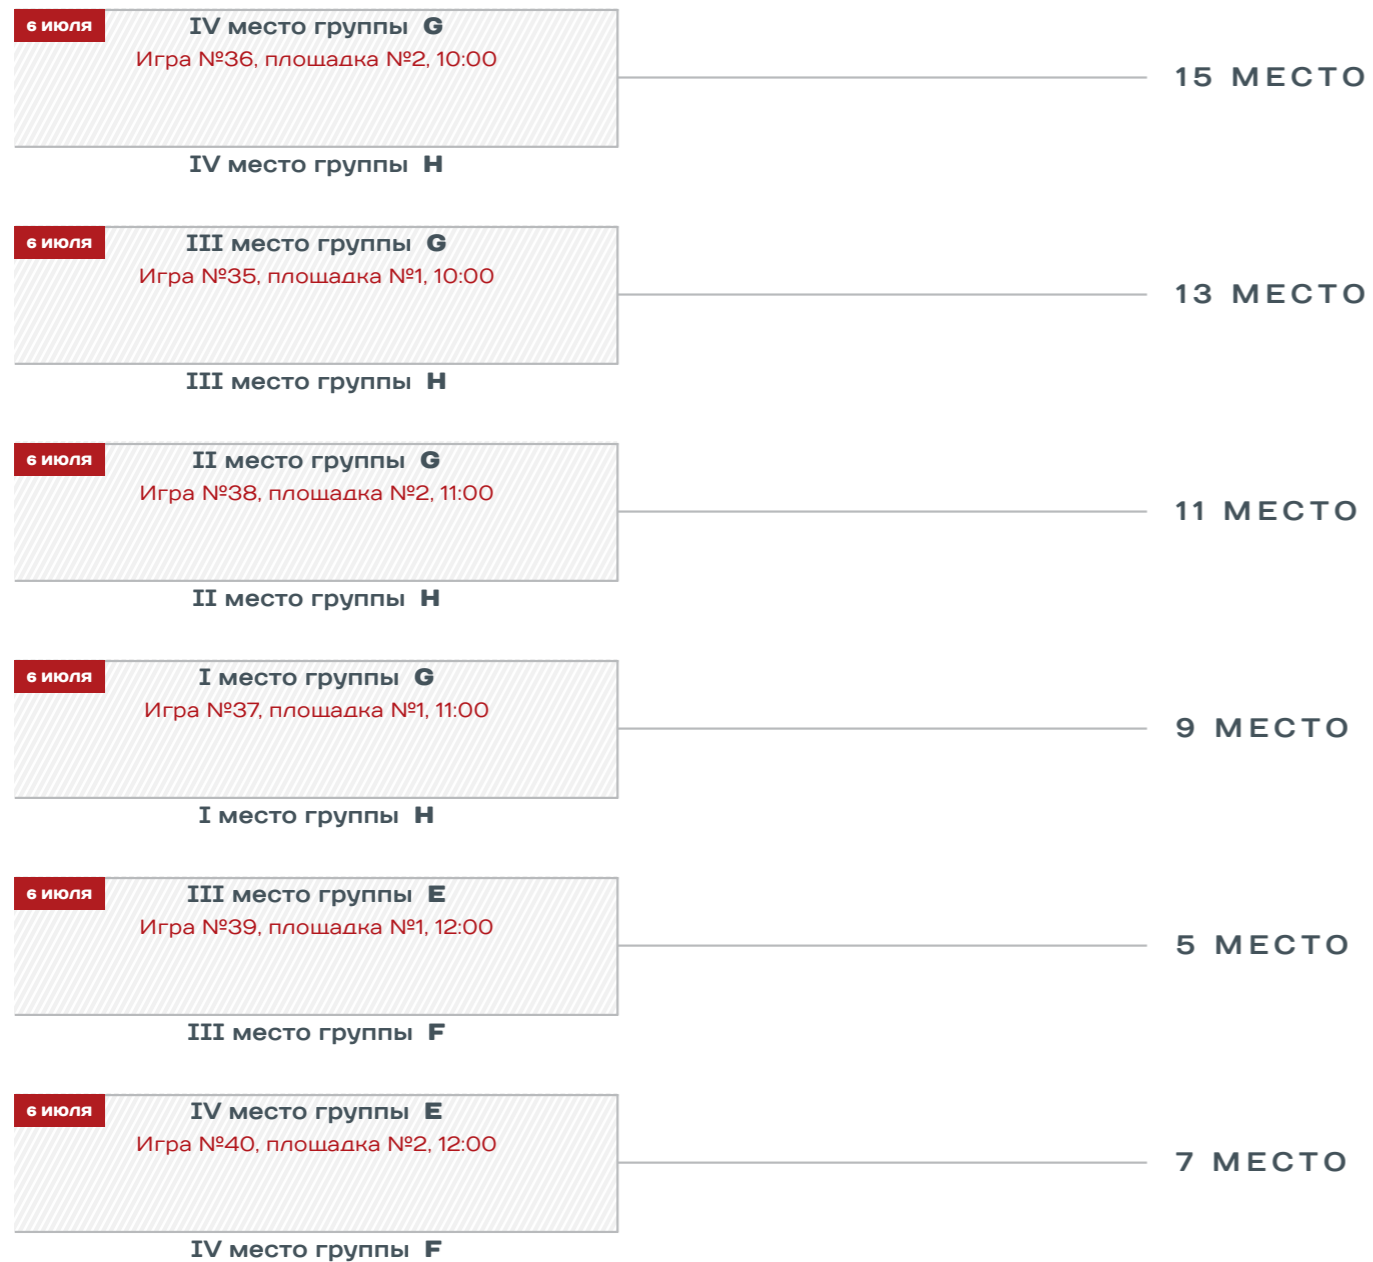 6 ИЮЛЯ
IV место группы G
Игра №36, площадка №2, 10:00
15 МЕСТО
IV место группы H
6 ИЮЛЯ
III место группы G
Игра №35, площадка №1, 10:00
13 МЕСТО
III место группы H
6 ИЮЛЯ
II место группы G
Игра №38, площадка №2, 11:00
11 МЕСТО
II место группы H
6 ИЮЛЯ
I место группы G
Игра №37, площадка №1, 11:00
9 МЕСТО
I место группы H
6 ИЮЛЯ
III место группы E
Игра №39, площадка №1, 12:00
5 МЕСТО
III место группы F
6 ИЮЛЯ
IV место группы E
Игра №40, площадка №2, 12:00
7 МЕСТО
IV место группы F